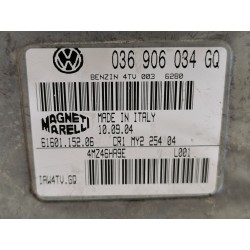 036 906 034 GQ
BENZIN 4TV 003 6280
MAGNETI MARELLI
MADE IN ITALY
10.09.04
61601.152.06 CR1 MY2 254 04
4MZ46HA9E L001
IAW4TV.GQ